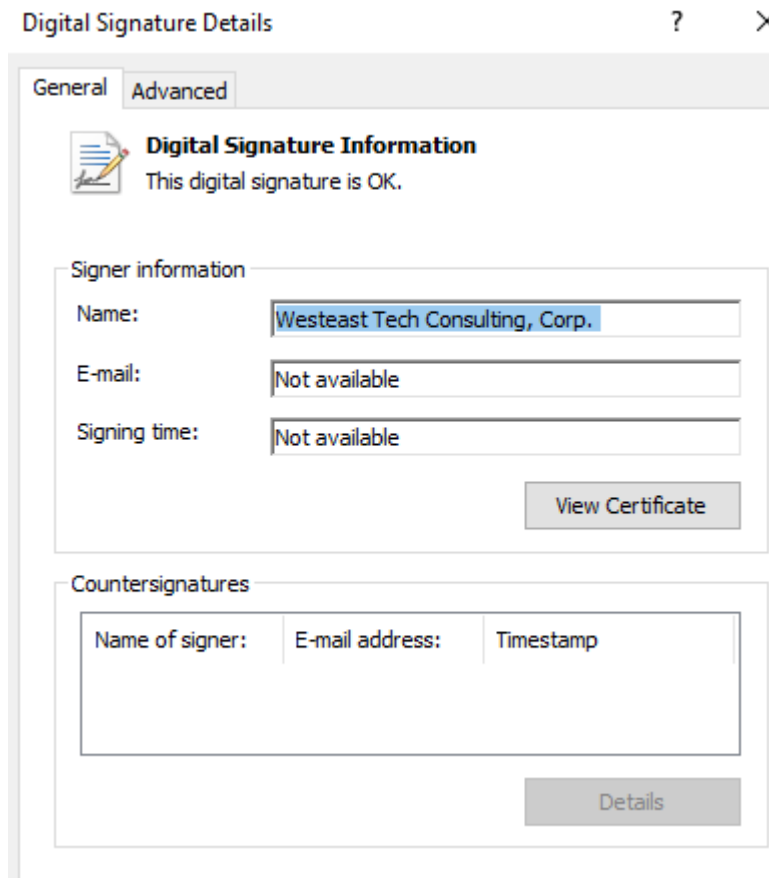 Digital Signature Details ? ×
General Advanced
Digital Signature Information
This digital signature is OK.
Signer information
Name: Westeast Tech Consulting, Corp.
E-mail: Not available
Signing time: Not available
View Certificate
Countersignatures
Name of signer: E-mail address: Timestamp
Details